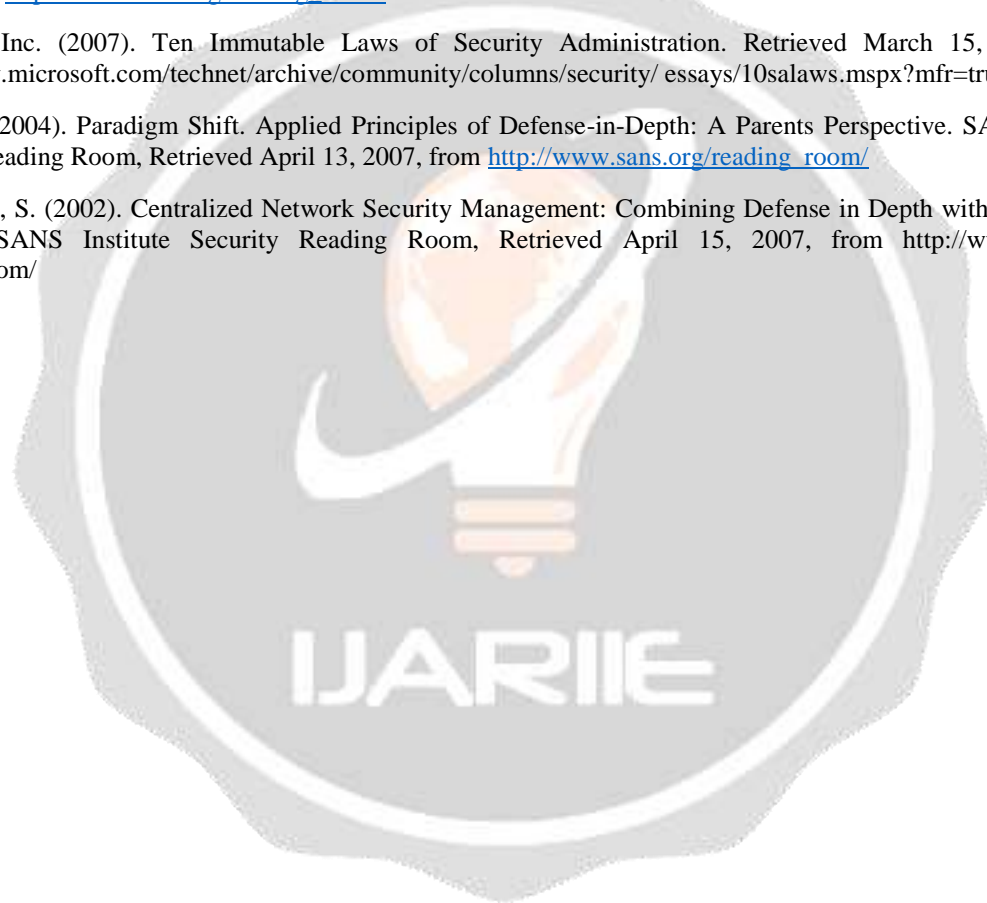 Inc. (2007). Ten Immutable Laws of Security Administration. Retrieved March 15,
.microsoft.com/technet/archive/community/columns/security/ essays/10salaws.mspx?mfr=tru
2004). Paradigm Shift. Applied Principles of Defense-in-Depth: A Parents Perspective. SA
eading Room, Retrieved April 13, 2007, from http://www.sans.org/reading_room/
, S. (2002). Centralized Network Security Management: Combining Defense in Depth with
SANS Institute Security Reading Room, Retrieved April 15, 2007, from http://w
om/
IJARIIE